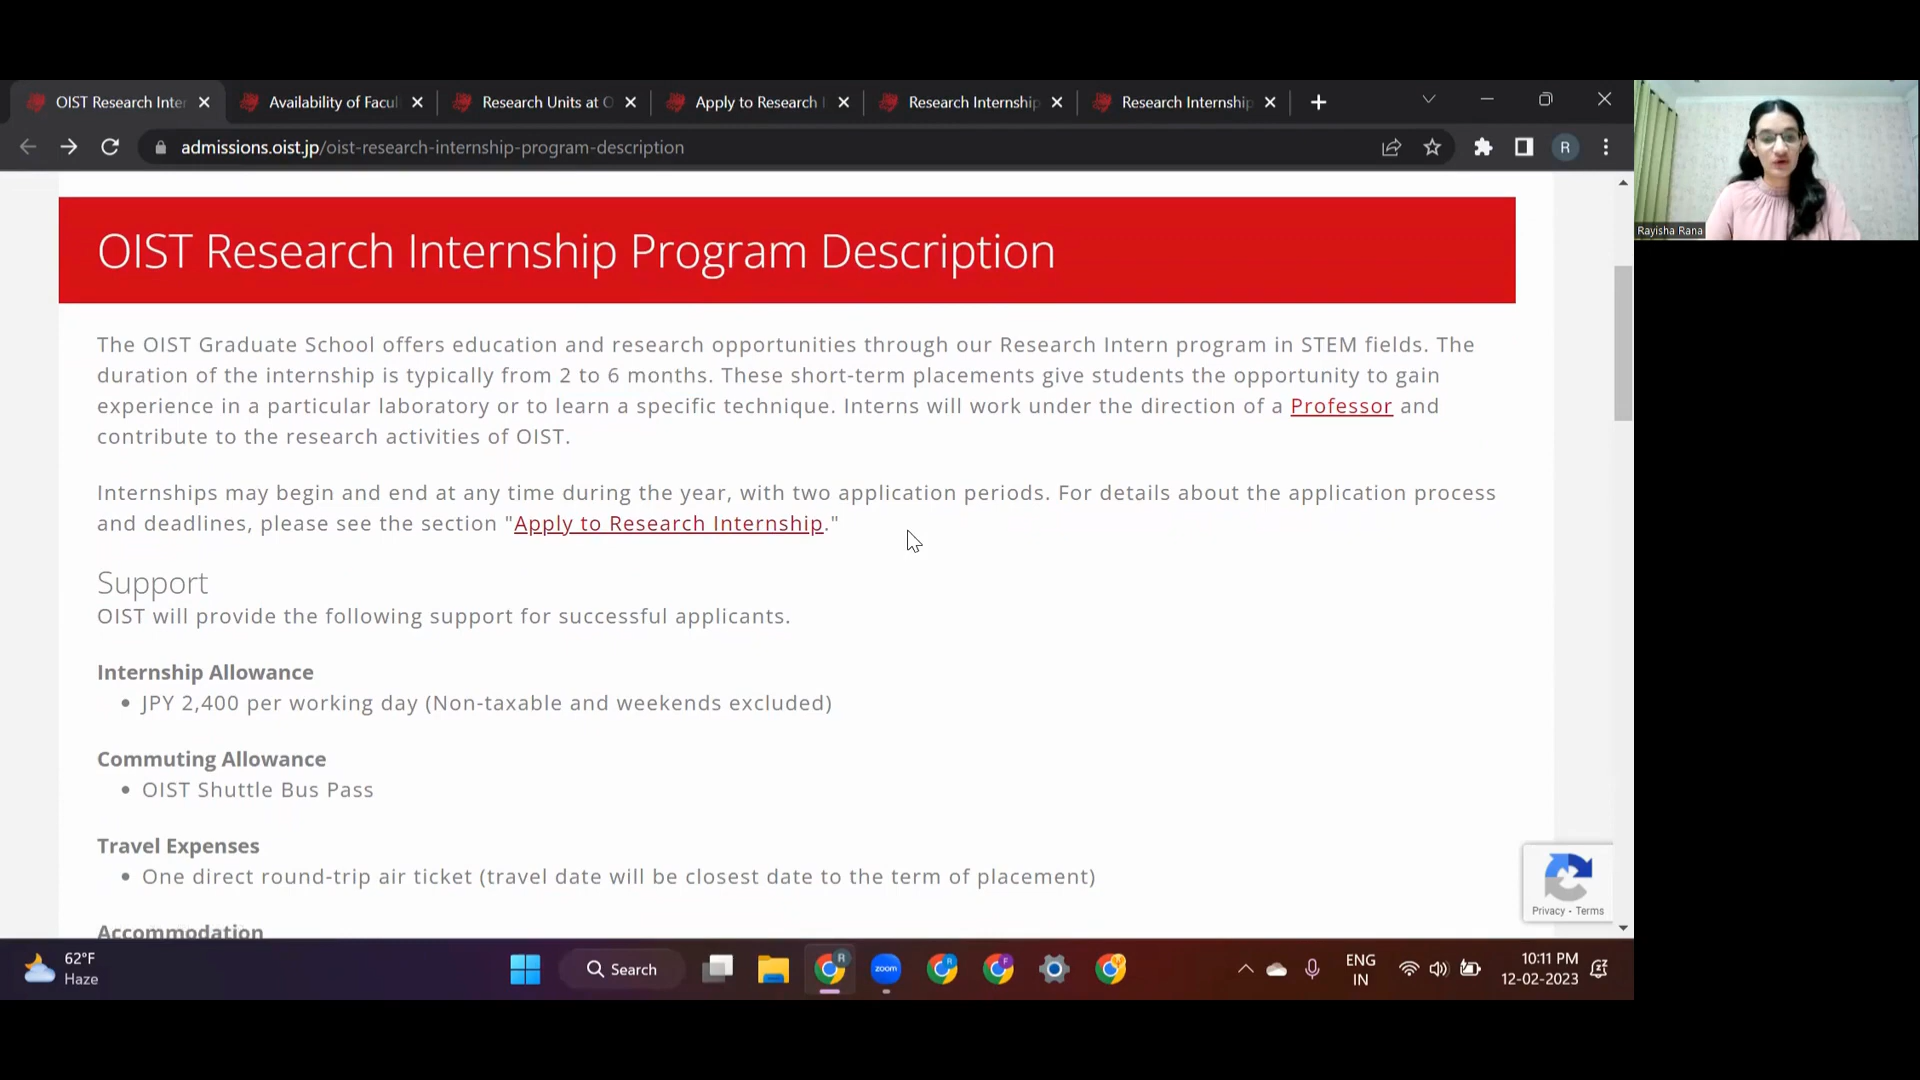 OIST Research Inter
Availability of Facul
Research Units at O
Apply to Research I
Research Internship
Research Internship
admissions.oist.jp/oist-research-internship-program-description
R
Rayisha Rana
OIST Research Internship Program Description
The OIST Graduate School offers education and research opportunities through our Research Intern program in STEM fields. The
duration of the internship is typically from 2 to 6 months. These short-term placements give students the opportunity to gain
experience in a particular laboratory or to learn a specific technique. Interns will work under the direction of a Professor and
contribute to the research activities of OIST.
Internships may begin and end at any time during the year, with two application periods. For details about the application process
and deadlines, please see the section "Apply to Research Internship."
Support
OIST will provide the following support for successful applicants.
Internship Allowance
• JPY 2,400 per working day (Non-taxable and weekends excluded)
Commuting Allowance
• OIST Shuttle Bus Pass
Travel Expenses
• One direct round-trip air ticket (travel date will be closest date to the term of placement)
Accommodation
Privacy - Terms
62°F
Haze
Search
zoom
ENG
IN
10:11 PM
12-02-2023